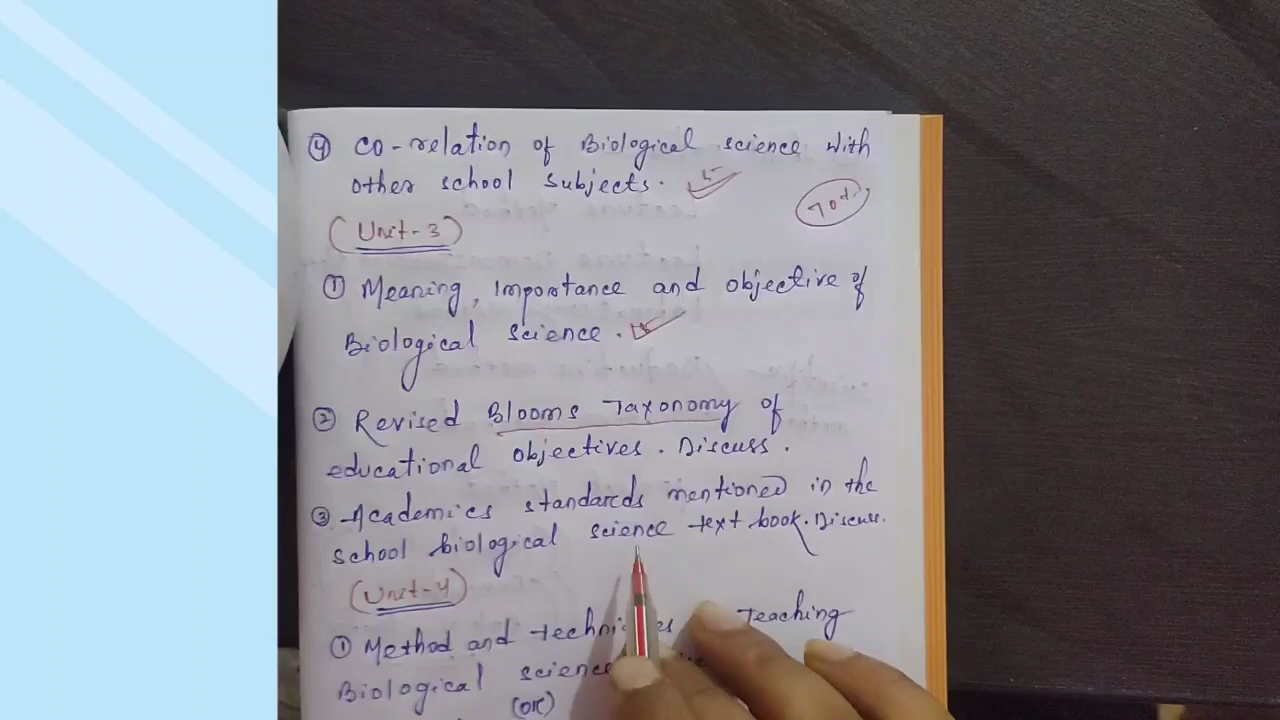 ④ Co-relation of Biological science with
other school subjects.
70%
(Unit-3)
① Meaning, Importance and objective of
Biological science.
② Revised Blooms Taxonomy of
educational objectives. Discuss.
③ Academics standards mentioned in the
school biological science text book. Discuss.
(Unit-4)
① Method and Teaching
Biological science
(OR)